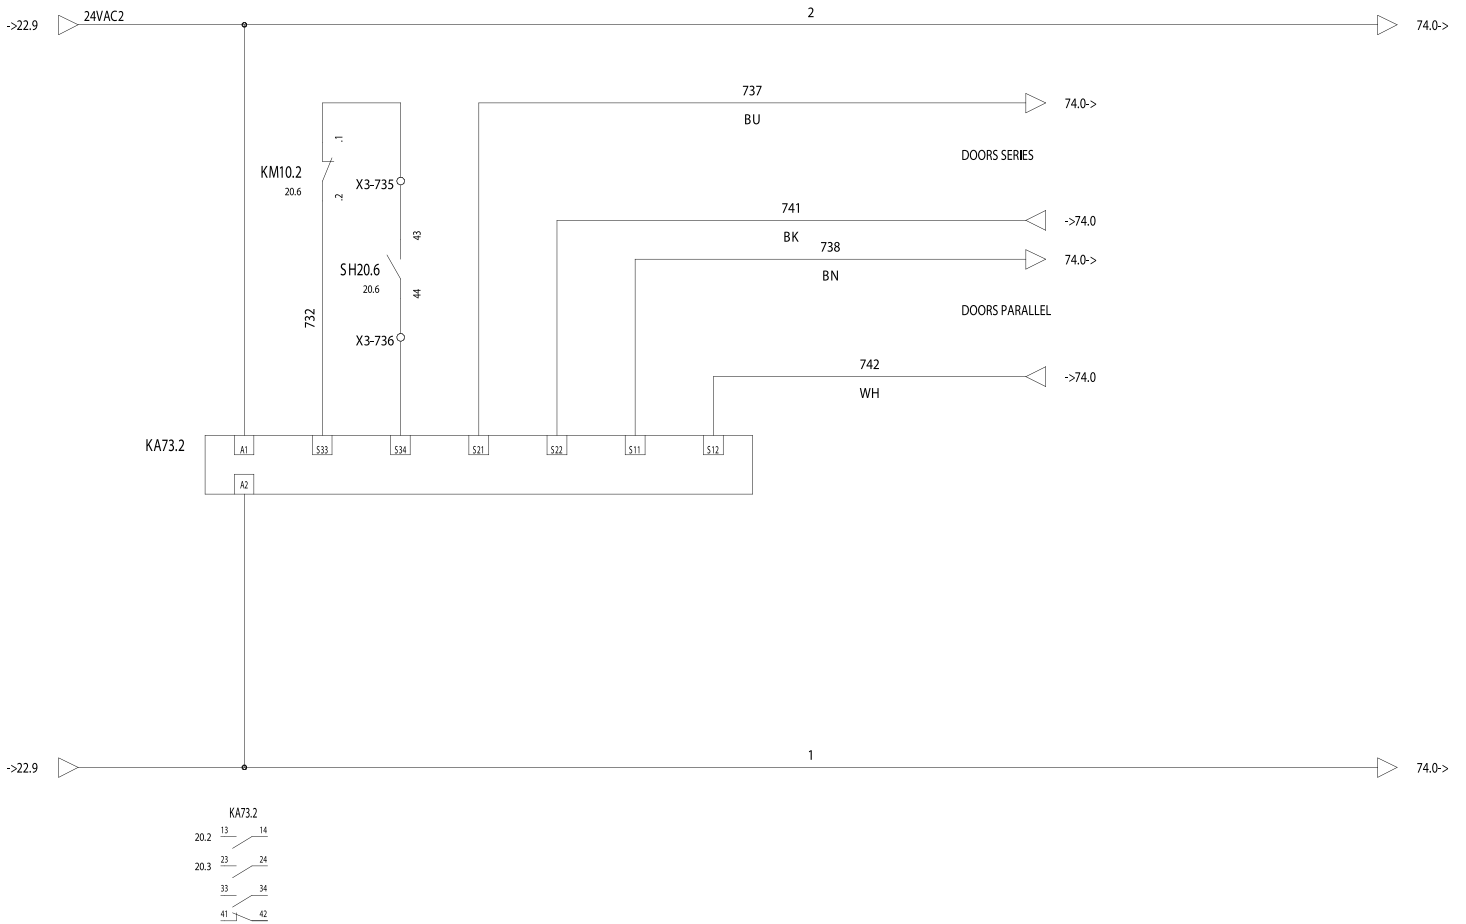 ->22.9
24VAC2
2
74.0->
737
74.0->
BU
.1
DOORS SERIES
KM10.2
20.6
X3-735
.2
741
->74.0
BK
43
738
74.0->
BN
SH20.6
20.6
44
DOORS PARALLEL
732
X3-736
742
->74.0
WH
KA73.2
A1
S33
S34
S21
S22
S11
S12
A2
->22.9
1
74.0->
KA73.2
20.2 13 14
20.3 23 24
33 34
41 42